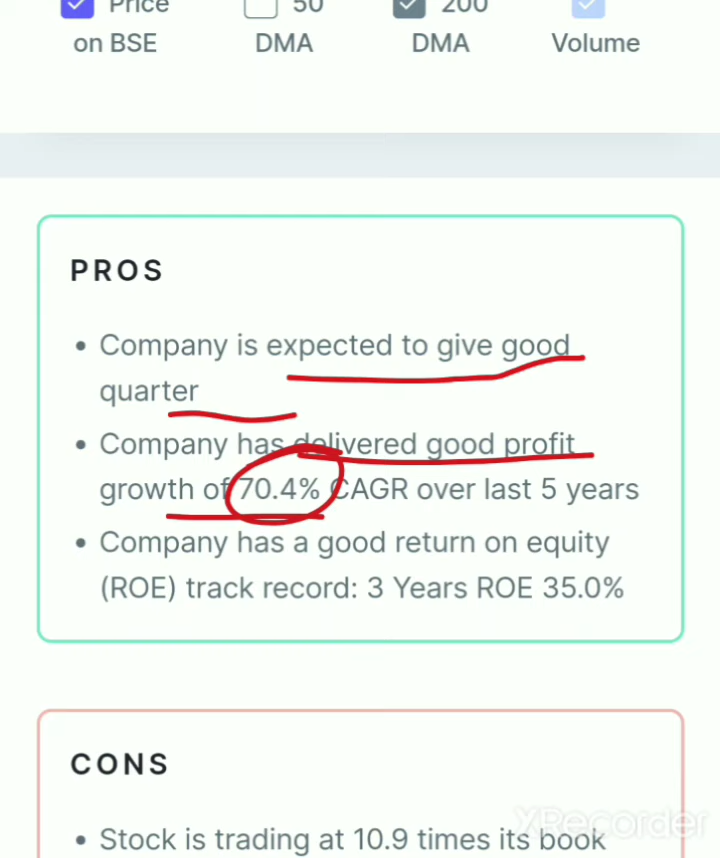 Price
50
200
on BSE
DMA
DMA
Volume
PROS
• Company is expected to give good
quarter
• Company has delivered good profit
growth of 70.4% CAGR over last 5 years
• Company has a good return on equity
(ROE) track record: 3 Years ROE 35.0%
CONS
• Stock is trading at 10.9 times its book
XRecorder